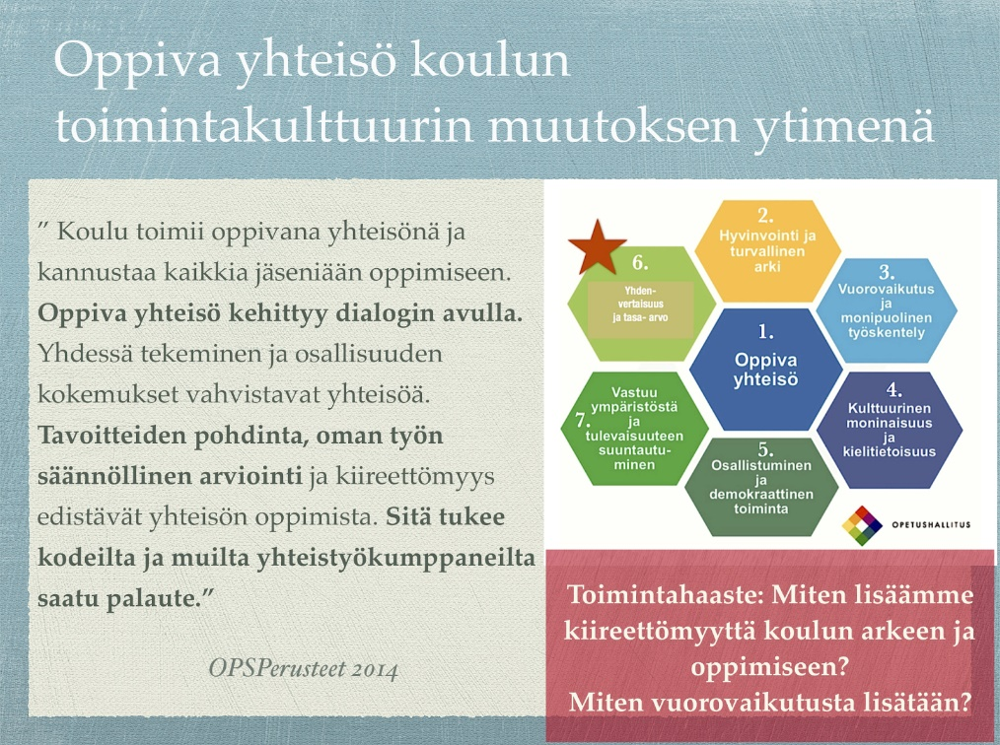 Oppiva yhteisö koulun
toimintakulttuurin muutoksen ytimenä
” Koulu toimii oppivana yhteisönä ja
kannustaa kaikkia jäseniään oppimiseen.
Oppiva yhteisö kehittyy dialogin avulla.
Yhdessä tekeminen ja osallisuuden
kokemukset vahvistavat yhteisöä.
Tavoitteiden pohdinta, oman työn
säännöllinen arviointi ja kiireettömyys
edistävät yhteisön oppimista. Sitä tukee
kodeilta ja muilta yhteistyökumppaneilta
saatu palaute.”
OPSPerusteet 2014
1.
Oppiva
yhteisö
2.
Hyvinvointi ja
turvallinen
arki
3.
Vuorovaikutus
ja
monipuolinen
työskentely
4.
Kulttuurinen
moninaisuus
ja
kielitietoisuus
5.
Osallistuminen
ja
demokraattinen
toiminta
6.
Yhden-
vertaisuus
ja tasa- arvo
7.
Vastuu
ympäristöstä
ja
tulevaisuuteen
suuntautu-
minen
OPETUSHALLITUS
Toimintahaaste: Miten lisäämme
kiireettömyyttä koulun arkeen ja
oppimiseen?
Miten vuorovaikutusta lisätään?